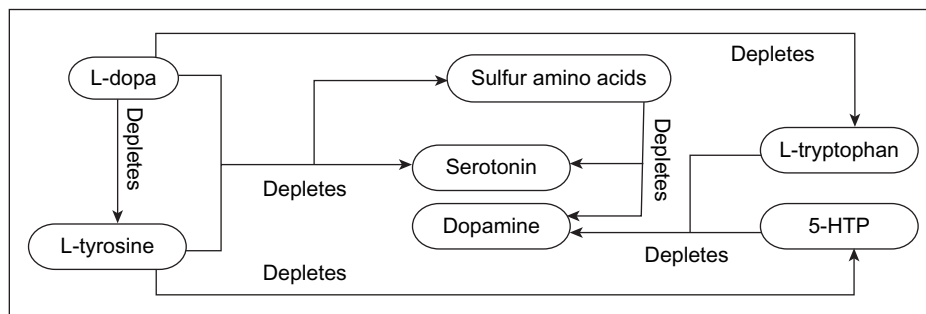 Depletes
L-dopa
Sulfur amino acids
Depletes
Depletes
L-tryptophan
Serotonin
Depletes
L-tyrosine
Dopamine
5-HTP
Depletes
Depletes